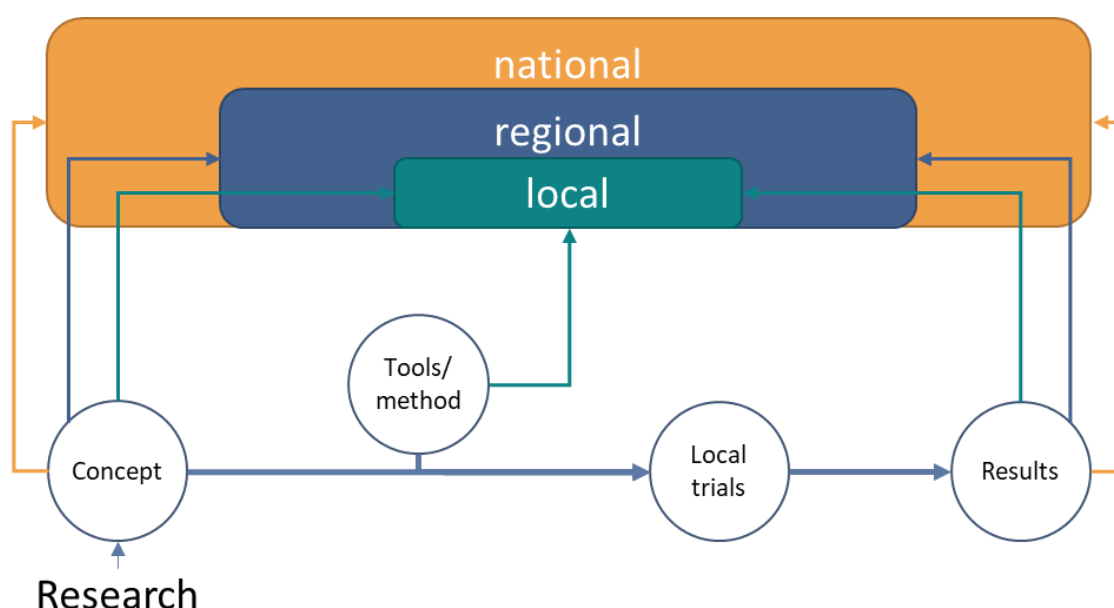 national
regional
local
Tools/
method
Concept
Local
trials
Results
Research